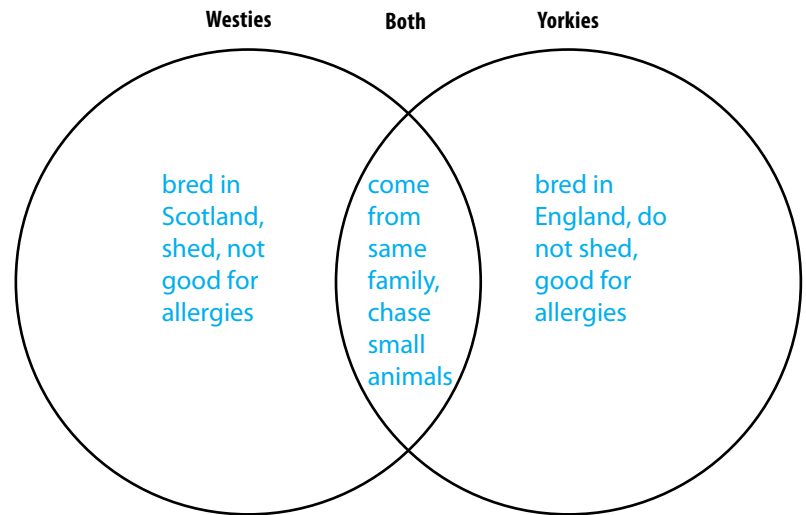 Westies
Both
Yorkies
bred in
Scotland,
shed, not
good for
allergies
come
from
same
family,
chase
small
animals
bred in
England, do
not shed,
good for
allergies